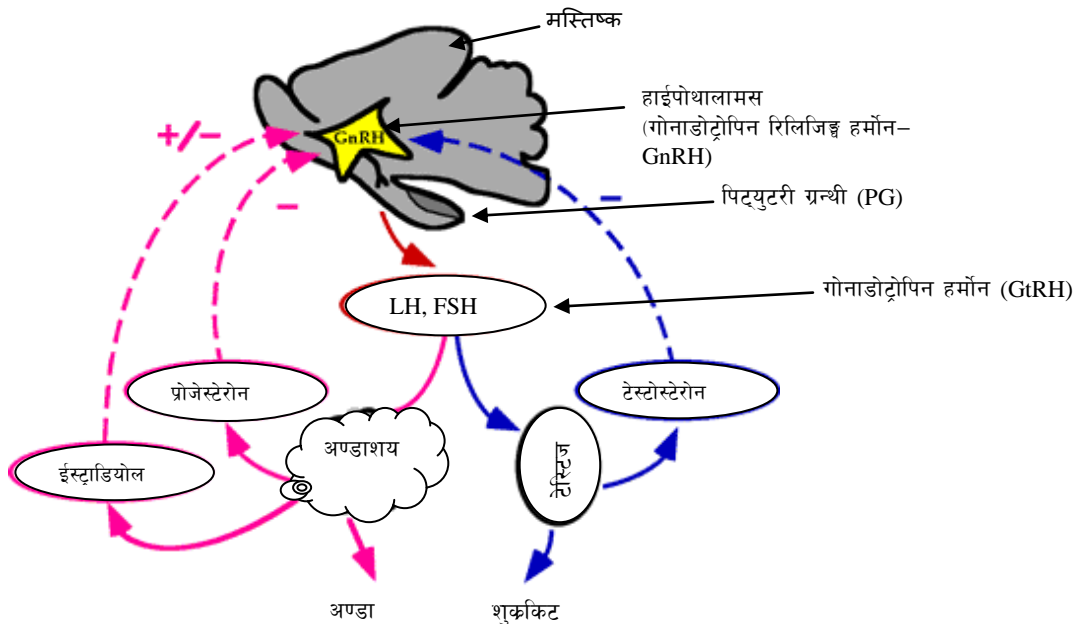 मस्तिष्क
हाईपोथालामस
(गोनाडोट्रोपिन रिलिजिङ्ग हर्मोन–
GnRH)
GnRH
+/–
–
–
पिट्युटरी ग्रन्थी (PG)
गोनाडोट्रोपिन हर्मोन (GtRH)
LH, FSH
प्रोजेस्टेरोन
टेस्टोस्टेरोन
अण्डाशय
ईस्ट्राडियोल
टेस्टिज
अण्डा
शुक्रकिट